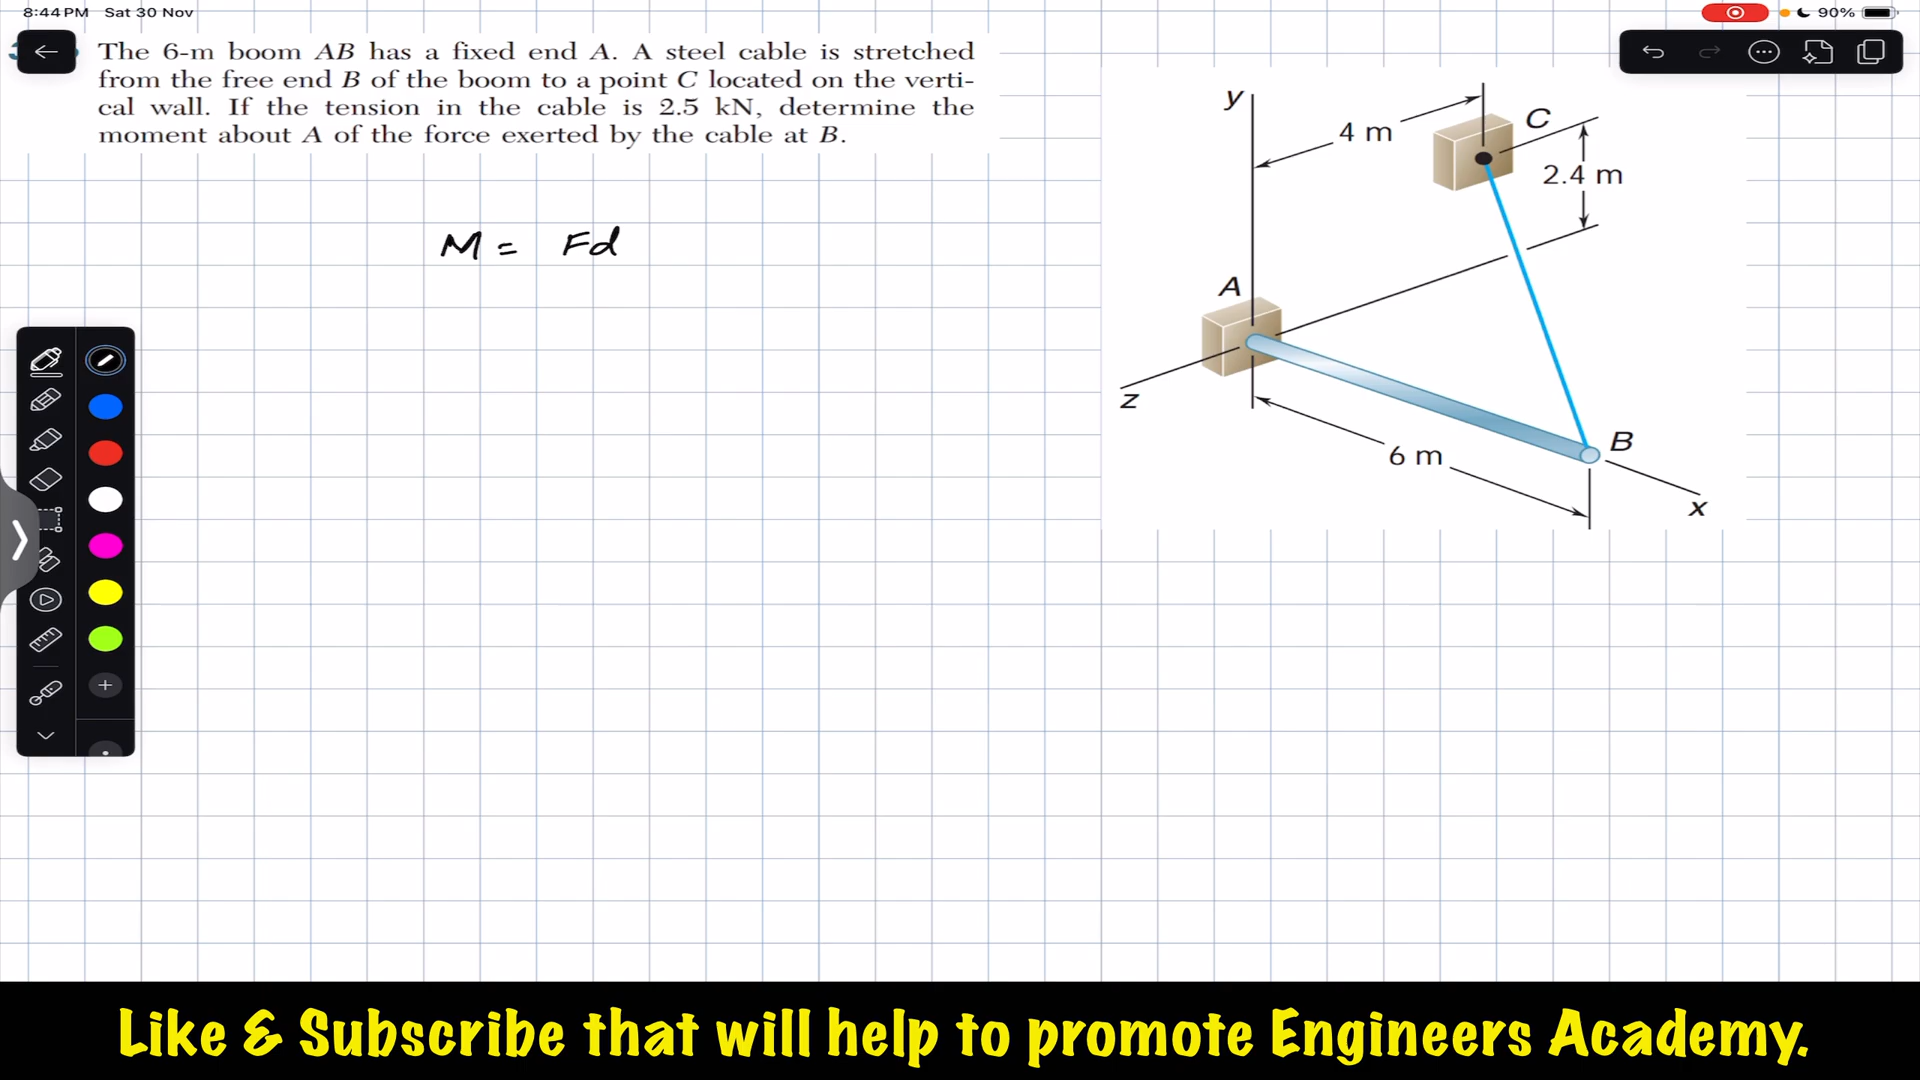 8:44 PM Sat 30 Nov
90%
The 6-m boom AB has a fixed end A. A steel cable is stretched
from the free end B of the boom to a point C located on the verti-
cal wall. If the tension in the cable is 2.5 kN, determine the
moment about A of the force exerted by the cable at B.
M = Fd
y
4 m
C
2.4 m
A
z
B
6 m
x
Like & Subscribe that will help to promote Engineers Academy.